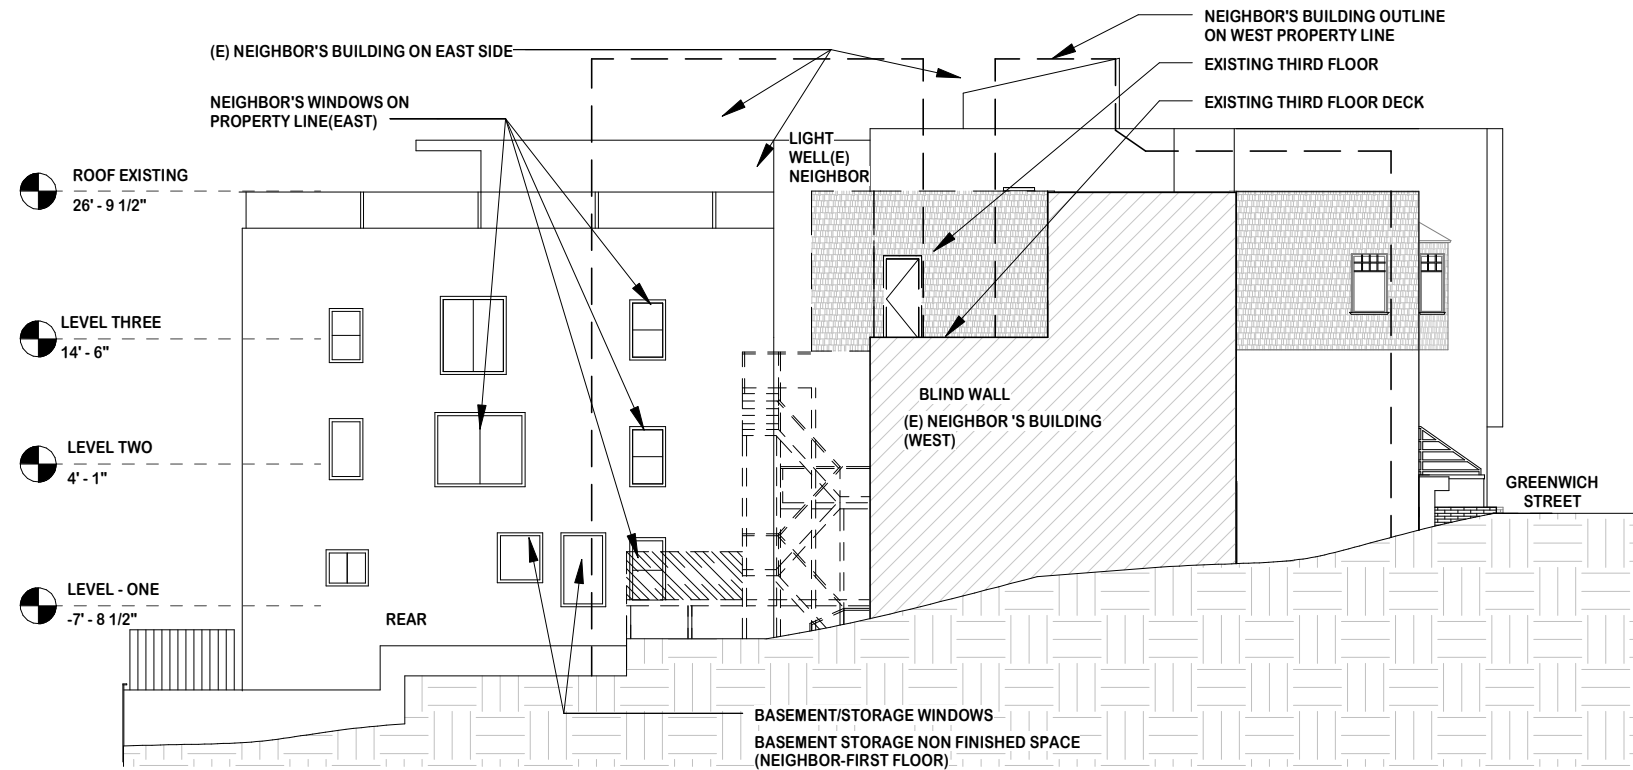 NEIGHBOR'S BUILDING OUTLINE
ON WEST PROPERTY LINE
(E) NEIGHBOR'S BUILDING ON EAST SIDE
EXISTING THIRD FLOOR
NEIGHBOR'S WINDOWS ON
PROPERTY LINE(EAST)
EXISTING THIRD FLOOR DECK
LIGHT
WELL(E)
NEIGHBOR
ROOF EXISTING
26' - 9 1/2"
LEVEL THREE
14' - 6"
BLIND WALL
(E) NEIGHBOR 'S BUILDING
(WEST)
LEVEL TWO
4' - 1"
GREENWICH
STREET
LEVEL - ONE
-7' - 8 1/2"
REAR
BASEMENT/STORAGE WINDOWS
BASEMENT STORAGE NON FINISHED SPACE
(NEIGHBOR-FIRST FLOOR)